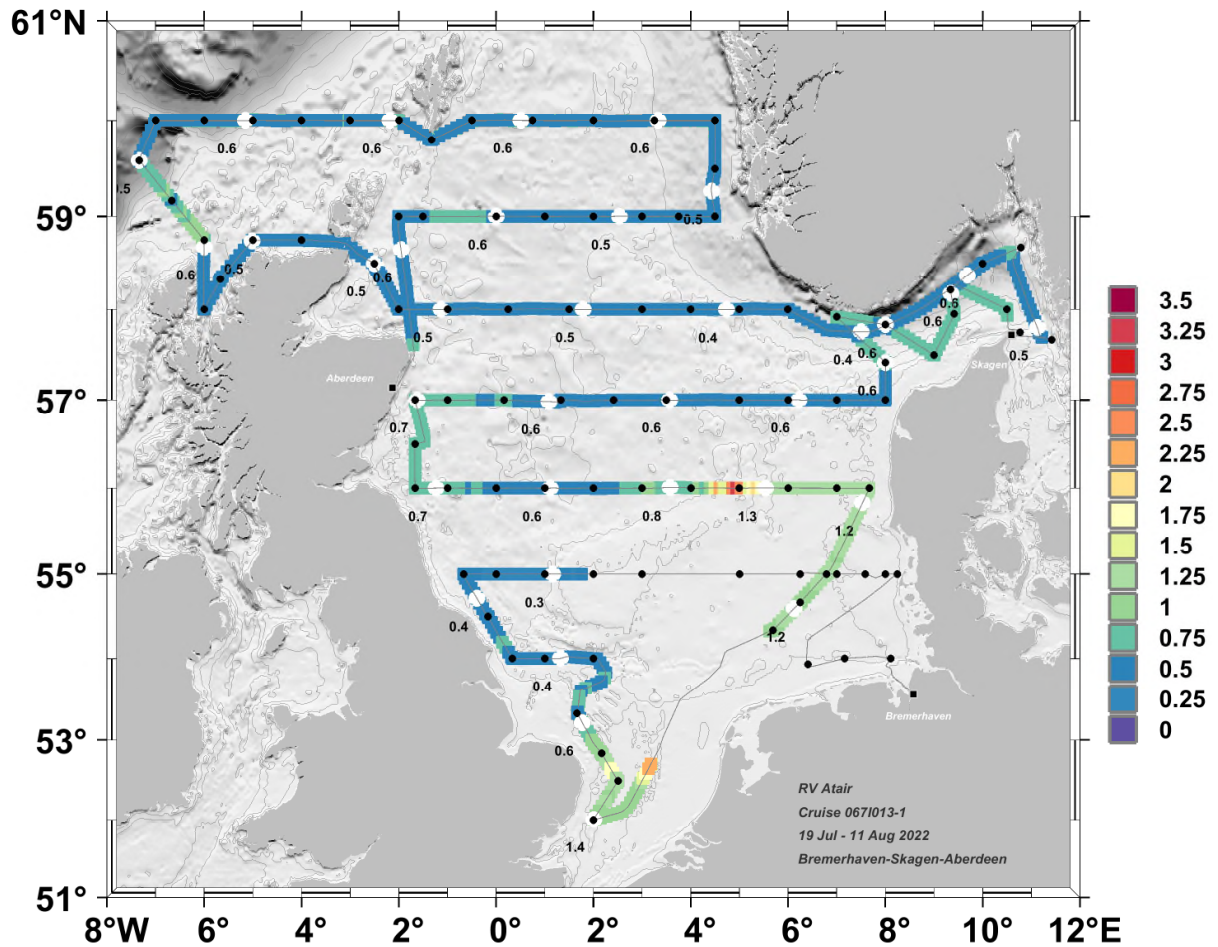 61°N
0.6 0.6 0.6 0.6
0.5
59°
0.5
0.6 0.5
0.6 0.5 0.6
0.5
0.6
0.6
0.5 0.5 0.4 0.4 0.6 0.5
Skagen
Aberdeen
0.6
57°
0.7 0.6 0.6 0.6
0.7 0.6 0.8 1.3
1.2
55°
0.3
0.4
1.2
0.4
Bremerhaven
53°
0.6
1.4
RV Atair
Cruise 067I013-1
19 Jul - 11 Aug 2022
Bremerhaven-Skagen-Aberdeen
51°
8°W 6° 4° 2° 0° 2° 4° 6° 8° 10° 12°E
3.5
3.25
3
2.75
2.5
2.25
2
1.75
1.5
1.25
1
0.75
0.5
0.25
0